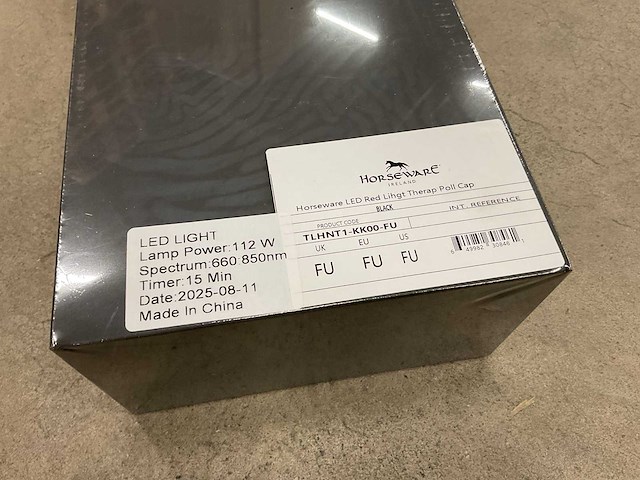 HORSEWARE
IRELAND
Horseware LED Red Lihgt Therap Poll Cap
BLACK
PRODUCT CODE
INT. REFERENCE
TLHNT1-KK00-FU
UK EU US
FU FU FU
LED LIGHT
Lamp Power:112 W
Spectrum:660 850nm
Timer:15 Min
Date:2025-08-11
Made In China